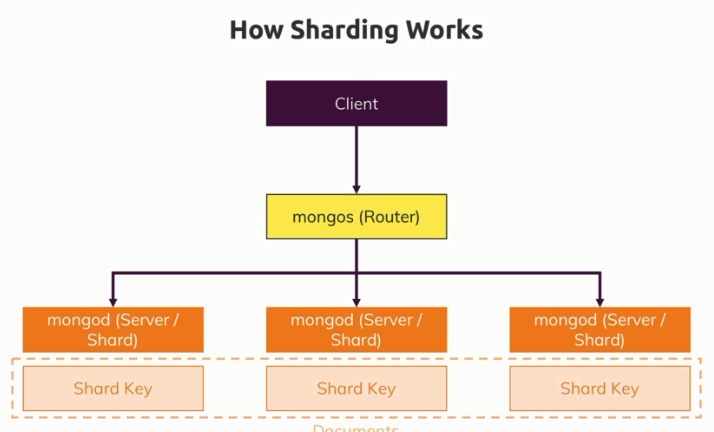 How Sharding Works
Client
mongos (Router)
mongod (Server /
Shard)
mongod (Server /
Shard)
mongod (Server /
Shard)
Shard Key
Shard Key
Shard Key
Documents